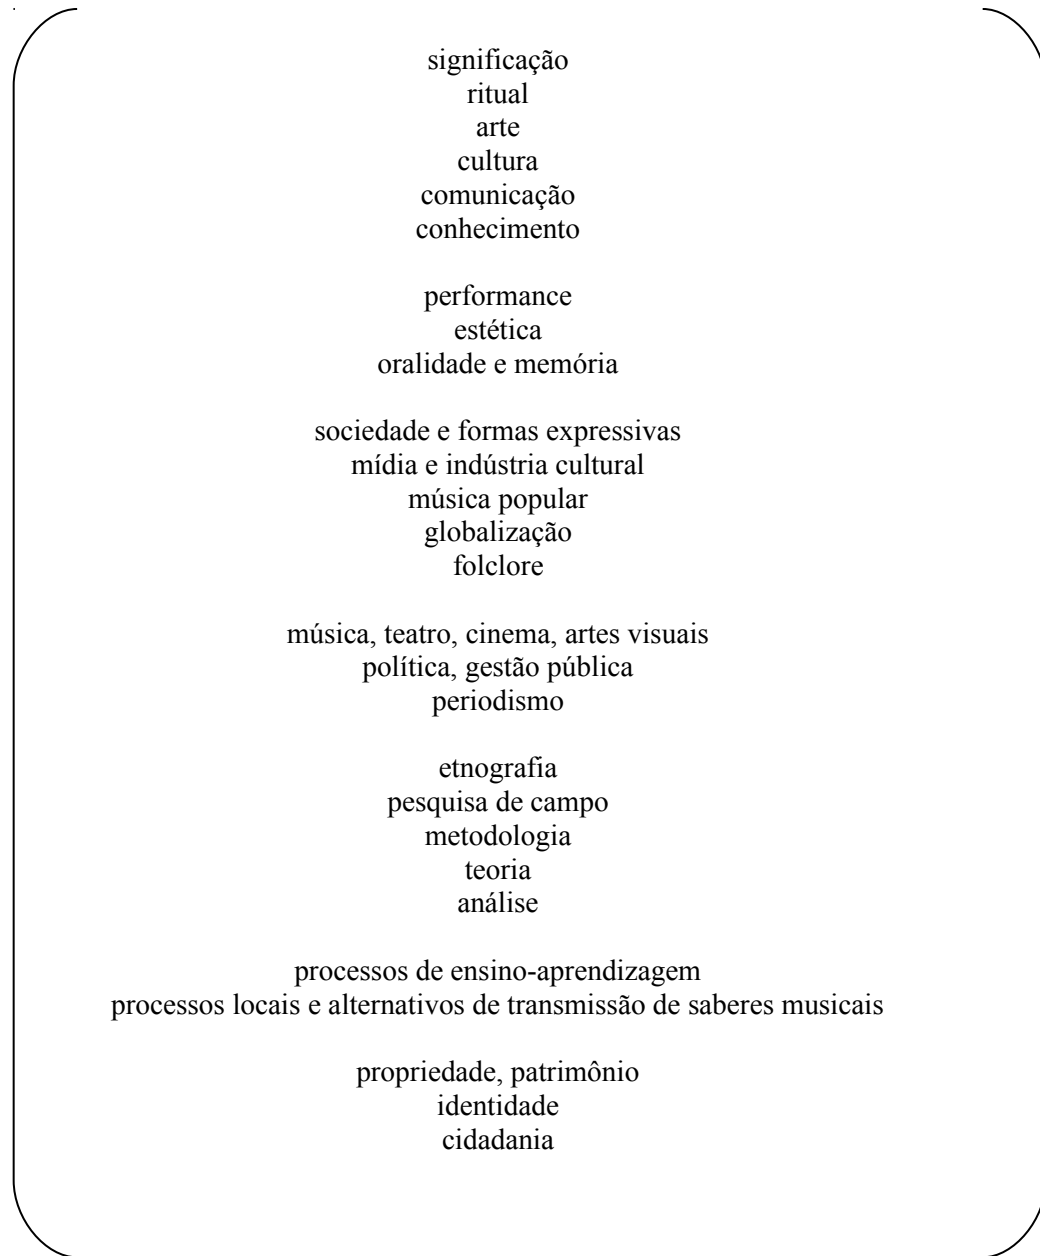 significação
ritual
arte
cultura
comunicação
conhecimento
performance
estética
oralidade e memória
sociedade e formas expressivas
mídia e indústria cultural
música popular
globalização
folclore
música, teatro, cinema, artes visuais
política, gestão pública
periodismo
etnografia
pesquisa de campo
metodologia
teoria
análise
processos de ensino-aprendizagem
processos locais e alternativos de transmissão de saberes musicais
propriedade, patrimônio
identidade
cidadania